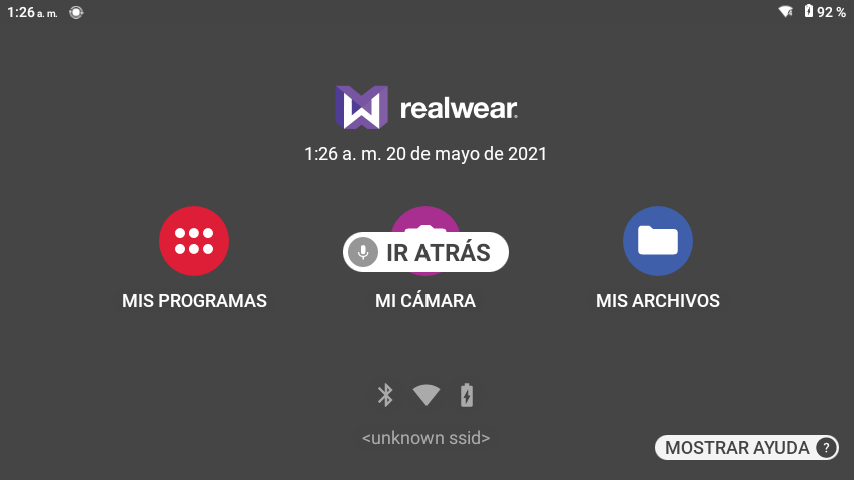 1:26 a. m.
92 %
realwear
1:26 a. m. 20 de mayo de 2021
IR ATRÁS
MIS PROGRAMAS
MI CÁMARA
MIS ARCHIVOS
<unknown ssid>
MOSTRAR AYUDA ?